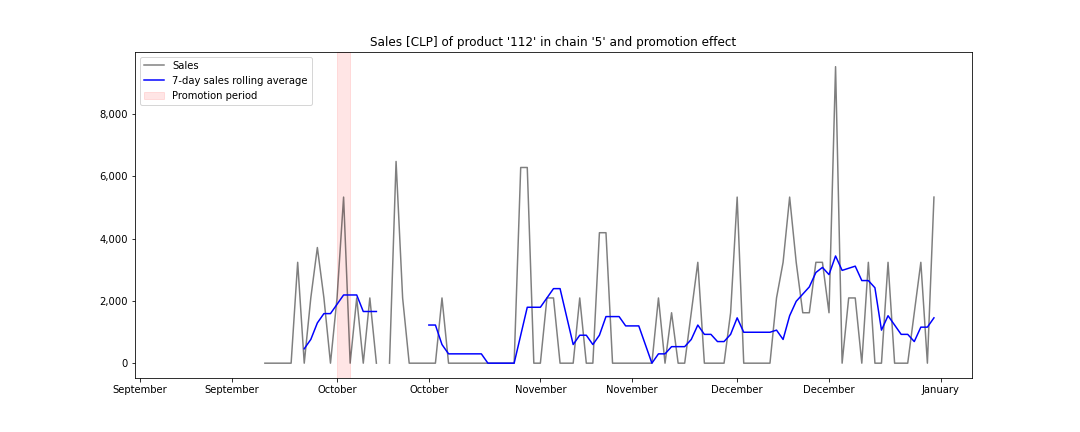 Sales [CLP] of product '112' in chain '5' and promotion effect
Sales
7-day sales rolling average
Promotion period
8,000
6,000
4,000
2,000
0
September September October October November November December December January